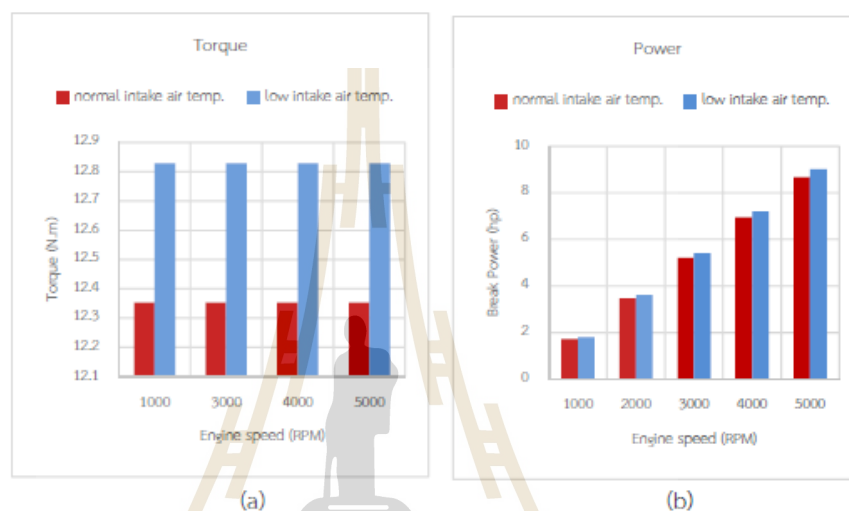 Torque
normal intake air temp. low intake air temp.
12.9
12.8
12.7
12.6
12.5
12.4
12.3
12.2
12.1
Torque (N.m)
1000 3000 4000 5000
Engine speed (RPM)
(a)
Power
normal intake air temp. low intake air temp.
10
8
6
4
2
0
Break Power (hp)
1000 2000 3000 4000 5000
Engine speed (RPM)
(b)